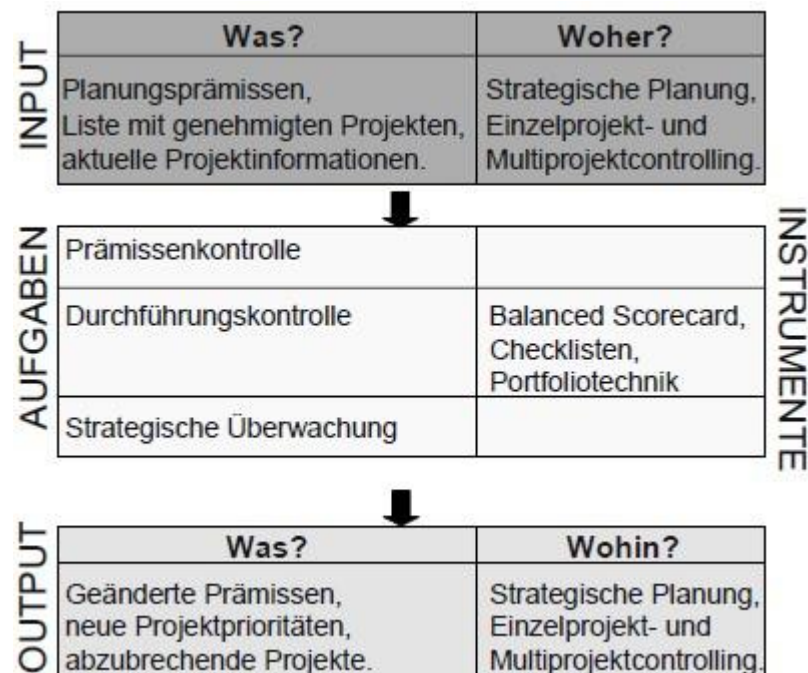 INPUT
Was? Woher?
Planungsprämissen, Strategische Planung,
Liste mit genehmigten Projekten, Einzelprojekt- und
aktuelle Projektinformationen. Multiprojektcontrolling.
AUFGABEN
INSTRUMENTE
Prämissenkontrolle
Durchführungskontrolle Balanced Scorecard,
Checklisten,
Portfoliotechnik
Strategische Überwachung
OUTPUT
Was? Wohin?
Geänderte Prämissen, Strategische Planung,
neue Projektprioritäten, Einzelprojekt- und
abzubrechende Projekte. Multiprojektcontrolling.